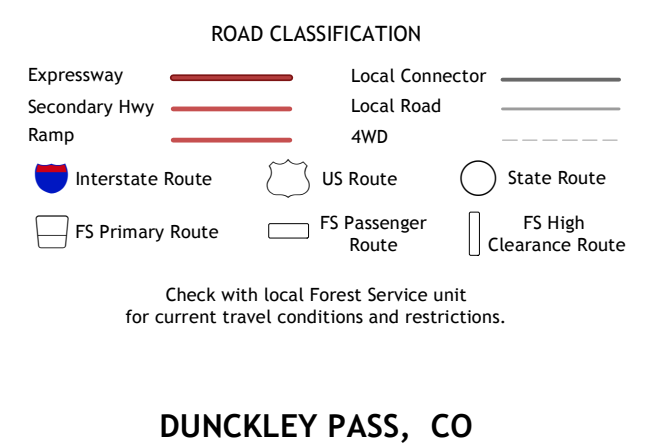 ROAD CLASSIFICATION
Expressway
Local Connector
Secondary Hwy
Local Road
Ramp
4WD
Interstate Route
US Route
State Route
FS Primary Route
FS Passenger
Route
FS High
Clearance Route
Check with local Forest Service unit
for current travel conditions and restrictions.
DUNCKLEY PASS, CO